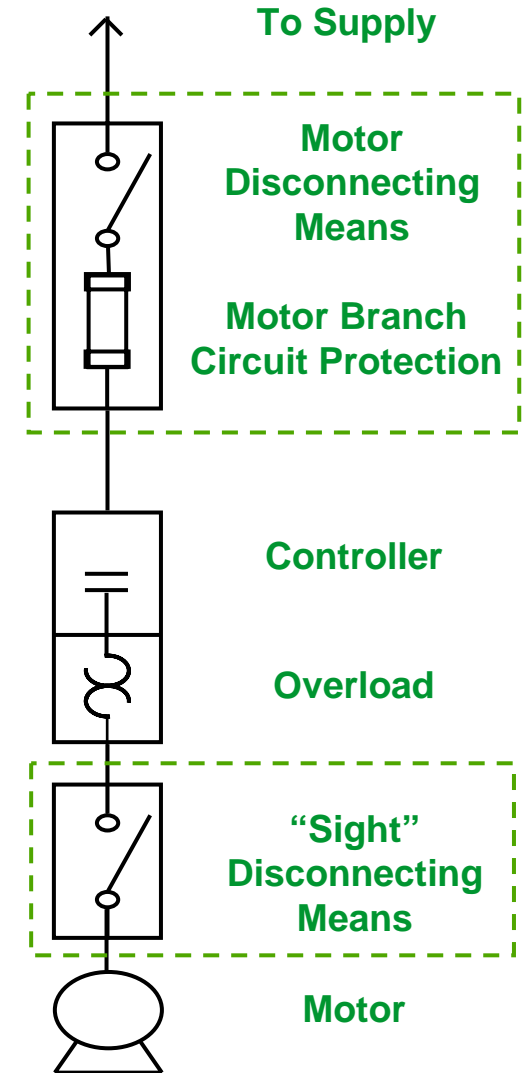 To Supply
Motor
Disconnecting
Means
Motor Branch
Circuit Protection
Controller
Overload
“Sight”
Disconnecting
Means
Motor